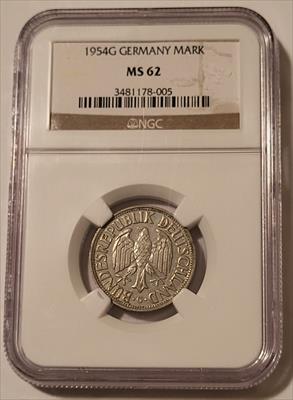 1954G GERMANY MARK
MS 62
3481178-005
NGC
BUNDESREPUBLIK DEUTSCHLAND
G